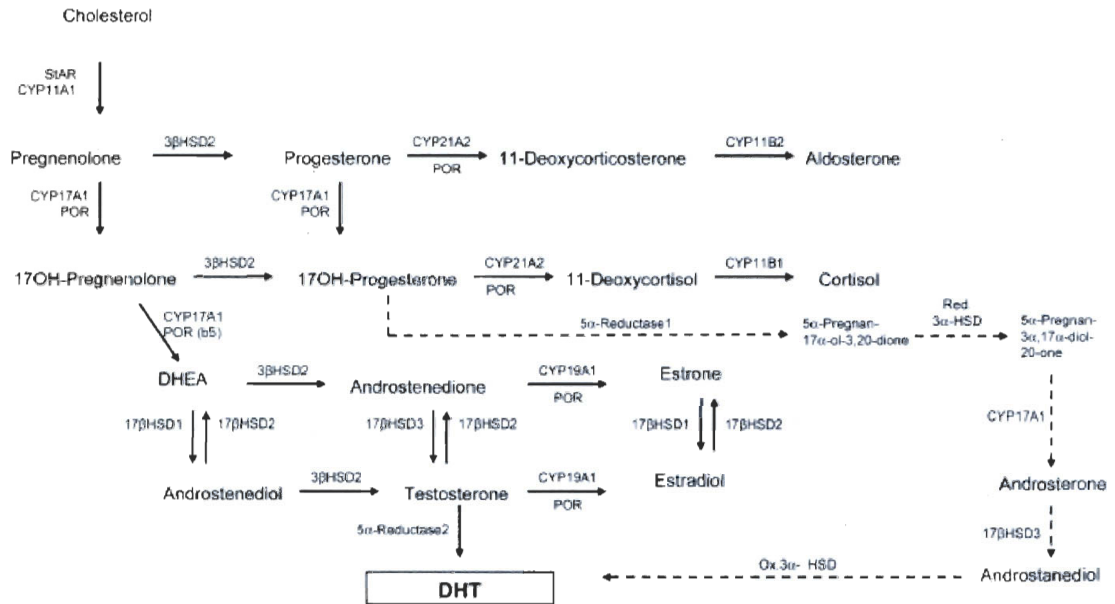 Cholesterol
StAR
CYP11A1
3βHSD2
CYP21A2
CYP11B2
Pregnenolone
Progesterone
11-Deoxycorticosterone
Aldosterone
POR
CYP17A1
POR
CYP17A1
POR
3βHSD2
CYP21A2
CYP11B1
17OH-Pregnenolone
17OH-Progesterone
11-Deoxycortisol
Cortisol
POR
CYP17A1
POR (b5)
5α-Reductase1
5α-Pregnan-
17α-ol-3,20-dione
Red.
3α-HSD
5α-Pregnan-
3α,17α-diol-
20-one
DHEA
3βHSD2
Androstenedione
CYP19A1
POR
Estrone
17βHSD1
17βHSD2
17βHSD3
17βHSD2
17βHSD1
17βHSD2
CYP17A1
Androstenediol
3βHSD2
Testosterone
CYP19A1
POR
Estradiol
Androsterone
5α-Reductase2
17βHSD3
DHT
Ox.3α- HSD
Androstanediol